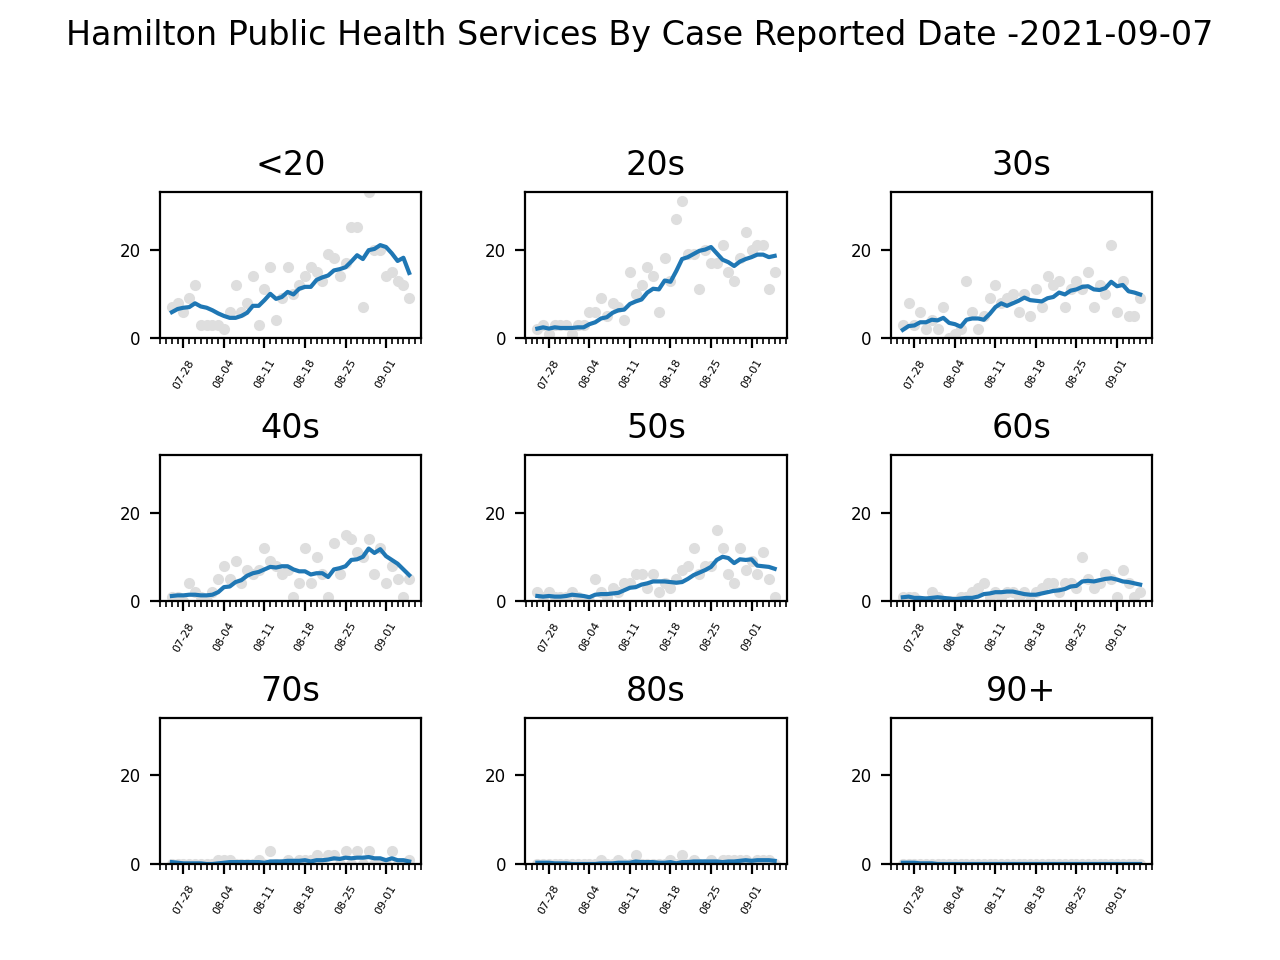 Hamilton Public Health Services By Case Reported Date -2021-09-07
<20 20s 30s
20 20 20
0 0 0
07-28 08-04 08-11 08-18 08-25 09-01 07-28 08-04 08-11 08-18 08-25 09-01 07-28 08-04 08-11 08-18 08-25 09-01
40s 50s 60s
20 20 20
0 0 0
07-28 08-04 08-11 08-18 08-25 09-01 07-28 08-04 08-11 08-18 08-25 09-01 07-28 08-04 08-11 08-18 08-25 09-01
70s 80s 90+
20 20 20
0 0 0
07-28 08-04 08-11 08-18 08-25 09-01 07-28 08-04 08-11 08-18 08-25 09-01 07-28 08-04 08-11 08-18 08-25 09-01